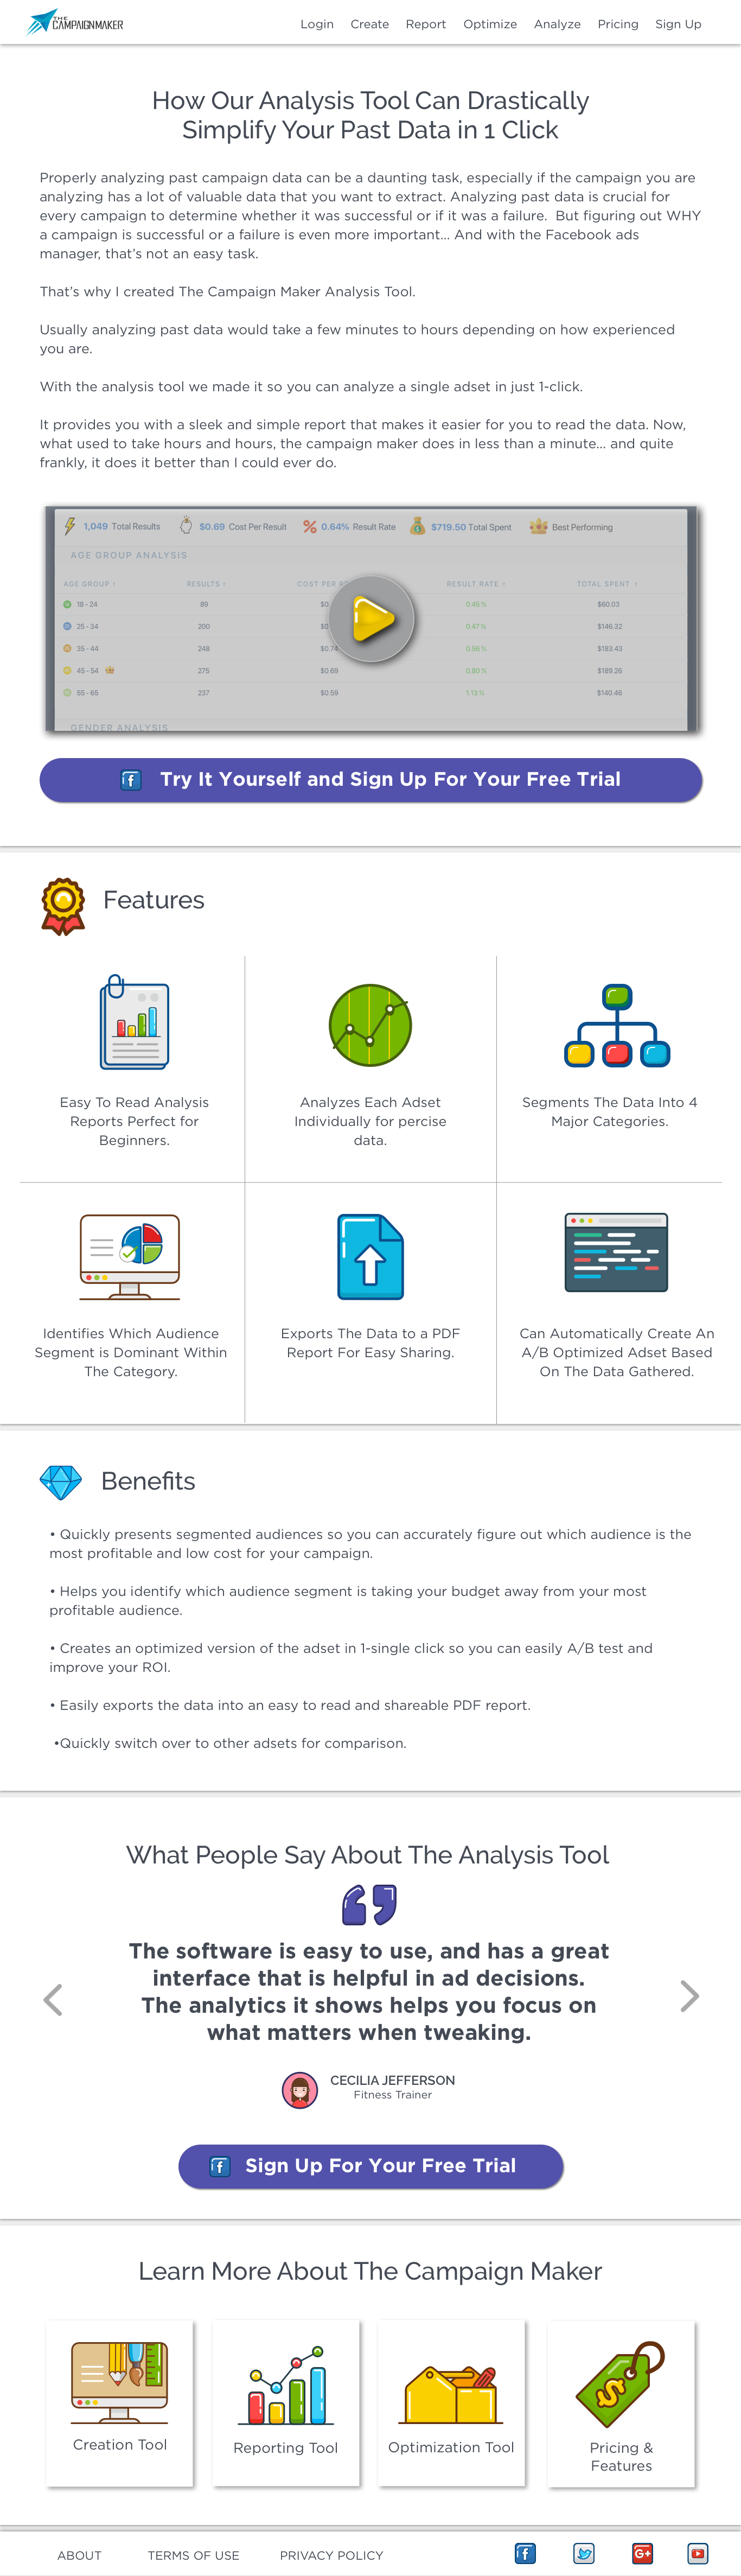 THE
CAMPAIGNMAKER
Login Create Report Optimize Analyze Pricing Sign Up
How Our Analysis Tool Can Drastically
Simplify Your Past Data in 1 Click
Properly analyzing past campaign data can be a daunting task, especially if the campaign you are
analyzing has a lot of valuable data that you want to extract. Analyzing past data is crucial for
every campaign to determine whether it was successful or if it was a failure.  But figuring out WHY
a campaign is successful or a failure is even more important... And with the Facebook ads
manager, that's not an easy task.
That's why I created The Campaign Maker Analysis Tool.
Usually analyzing past data would take a few minutes to hours depending on how experienced
you are.
With the analysis tool we made it so you can analyze a single adset in just 1-click.
It provides you with a sleek and simple report that makes it easier for you to read the data. Now,
what used to take hours and hours, the campaign maker does in less than a minute... and quite
frankly, it does it better than I could ever do.
1,049 Total Results $0.69 Cost Per Result 0.64% Result Rate $719.50 Total Spent Best Performing
AGE GROUP ANALYSIS
AGE GROUP ↑ RESULTS ↑ COST PER RESULT RATE ↑ TOTAL SPENT ↑
18 - 24 89 $0. 0.45 % $60.03
25 - 34 200 $0 0.47 % $146.32
35 - 44 248 $0.74 0.56 % $183.43
45 - 54 275 $0.69 0.80 % $189.26
55 - 65 237 $0.59 1.13 % $140.46
GENDER ANALYSIS
f Try It Yourself and Sign Up For Your Free Trial
Features
Easy To Read Analysis
Reports Perfect for
Beginners.
Analyzes Each Adset
Individually for percise
data.
Segments The Data Into 4
Major Categories.
Identifies Which Audience
Segment is Dominant Within
The Category.
Exports The Data to a PDF
Report For Easy Sharing.
Can Automatically Create An
A/B Optimized Adset Based
On The Data Gathered.
Benefits
• Quickly presents segmented audiences so you can accurately figure out which audience is the
most profitable and low cost for your campaign.
• Helps you identify which audience segment is taking your budget away from your most
profitable audience.
• Creates an optimized version of the adset in 1-single click so you can easily A/B test and
improve your ROI.
• Easily exports the data into an easy to read and shareable PDF report.
•Quickly switch over to other adsets for comparison.
What People Say About The Analysis Tool
The software is easy to use, and has a great
interface that is helpful in ad decisions.
The analytics it shows helps you focus on
what matters when tweaking.
CECILIA JEFFERSON
Fitness Trainer
f Sign Up For Your Free Trial
Learn More About The Campaign Maker
$
Creation Tool
Reporting Tool
Optimization Tool
Pricing &
Features
ABOUT TERMS OF USE PRIVACY POLICY f G+